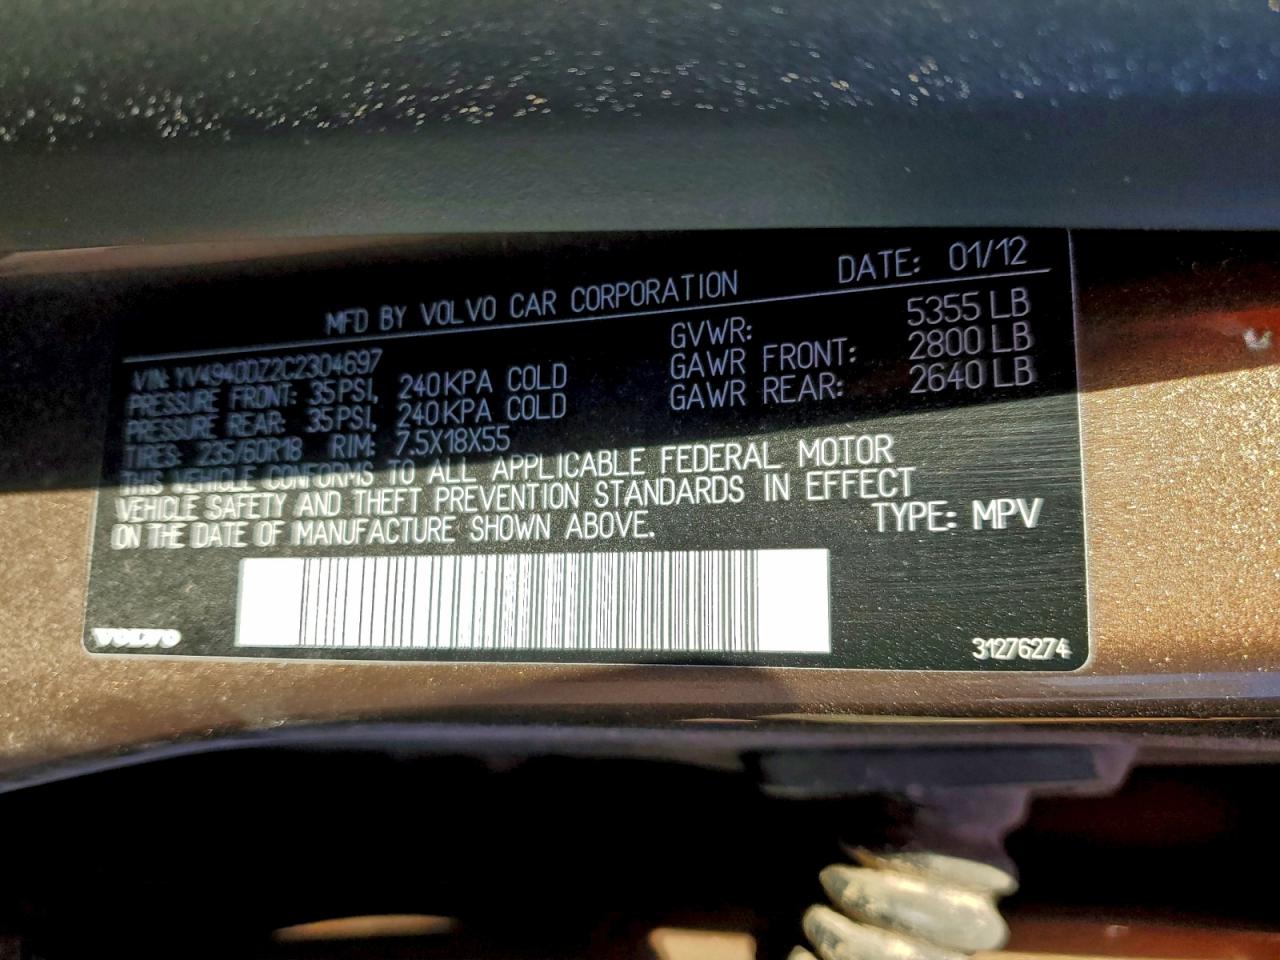 MFD BY VOLVO CAR CORPORATION DATE: 01/12
VIN: YV4940DZ2C2304697 GVWR: 5355 LB
PRESSURE FRONT: 35PSI, 240KPA COLD GAWR FRONT: 2800 LB
PRESSURE REAR: 35PSI, 240KPA COLD GAWR REAR: 2640 LB
TIRES: 235/60R18 RIM: 7.5X18X55
THIS VEHICLE CONFORMS TO ALL APPLICABLE FEDERAL MOTOR
VEHICLE SAFETY AND THEFT PREVENTION STANDARDS IN EFFECT
ON THE DATE OF MANUFACTURE SHOWN ABOVE. TYPE: MPV
VOLVO 31276274